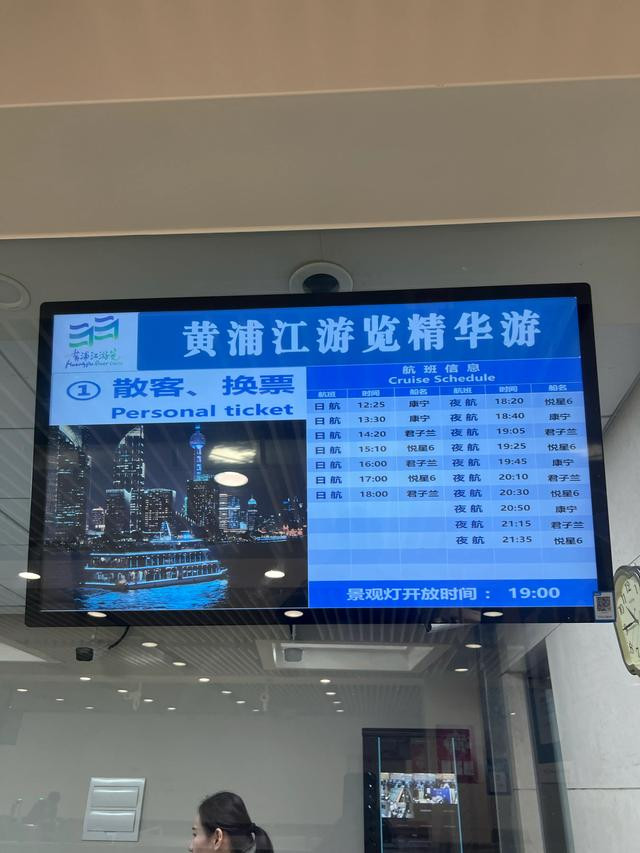 黄浦江游览
Huangpu River Cruise
黄浦江游览精华游
① 散客、换票
Personal ticket
航班信息
Cruise Schedule
航班 时间 船名 航班 时间 船名
日航 12:25 康宁 夜航 18:20 悦星6
日航 13:30 康宁 夜航 18:40 康宁
日航 14:20 君子兰 夜航 19:05 君子兰
日航 15:10 悦星6 夜航 19:25 悦星6
日航 16:00 君子兰 夜航 19:45 康宁
日航 17:00 悦星6 夜航 20:10 君子兰
日航 18:00 君子兰 夜航 20:30 悦星6
夜航 20:50 康宁
夜航 21:15 君子兰
夜航 21:35 悦星6
景观灯开放时间： 19:00